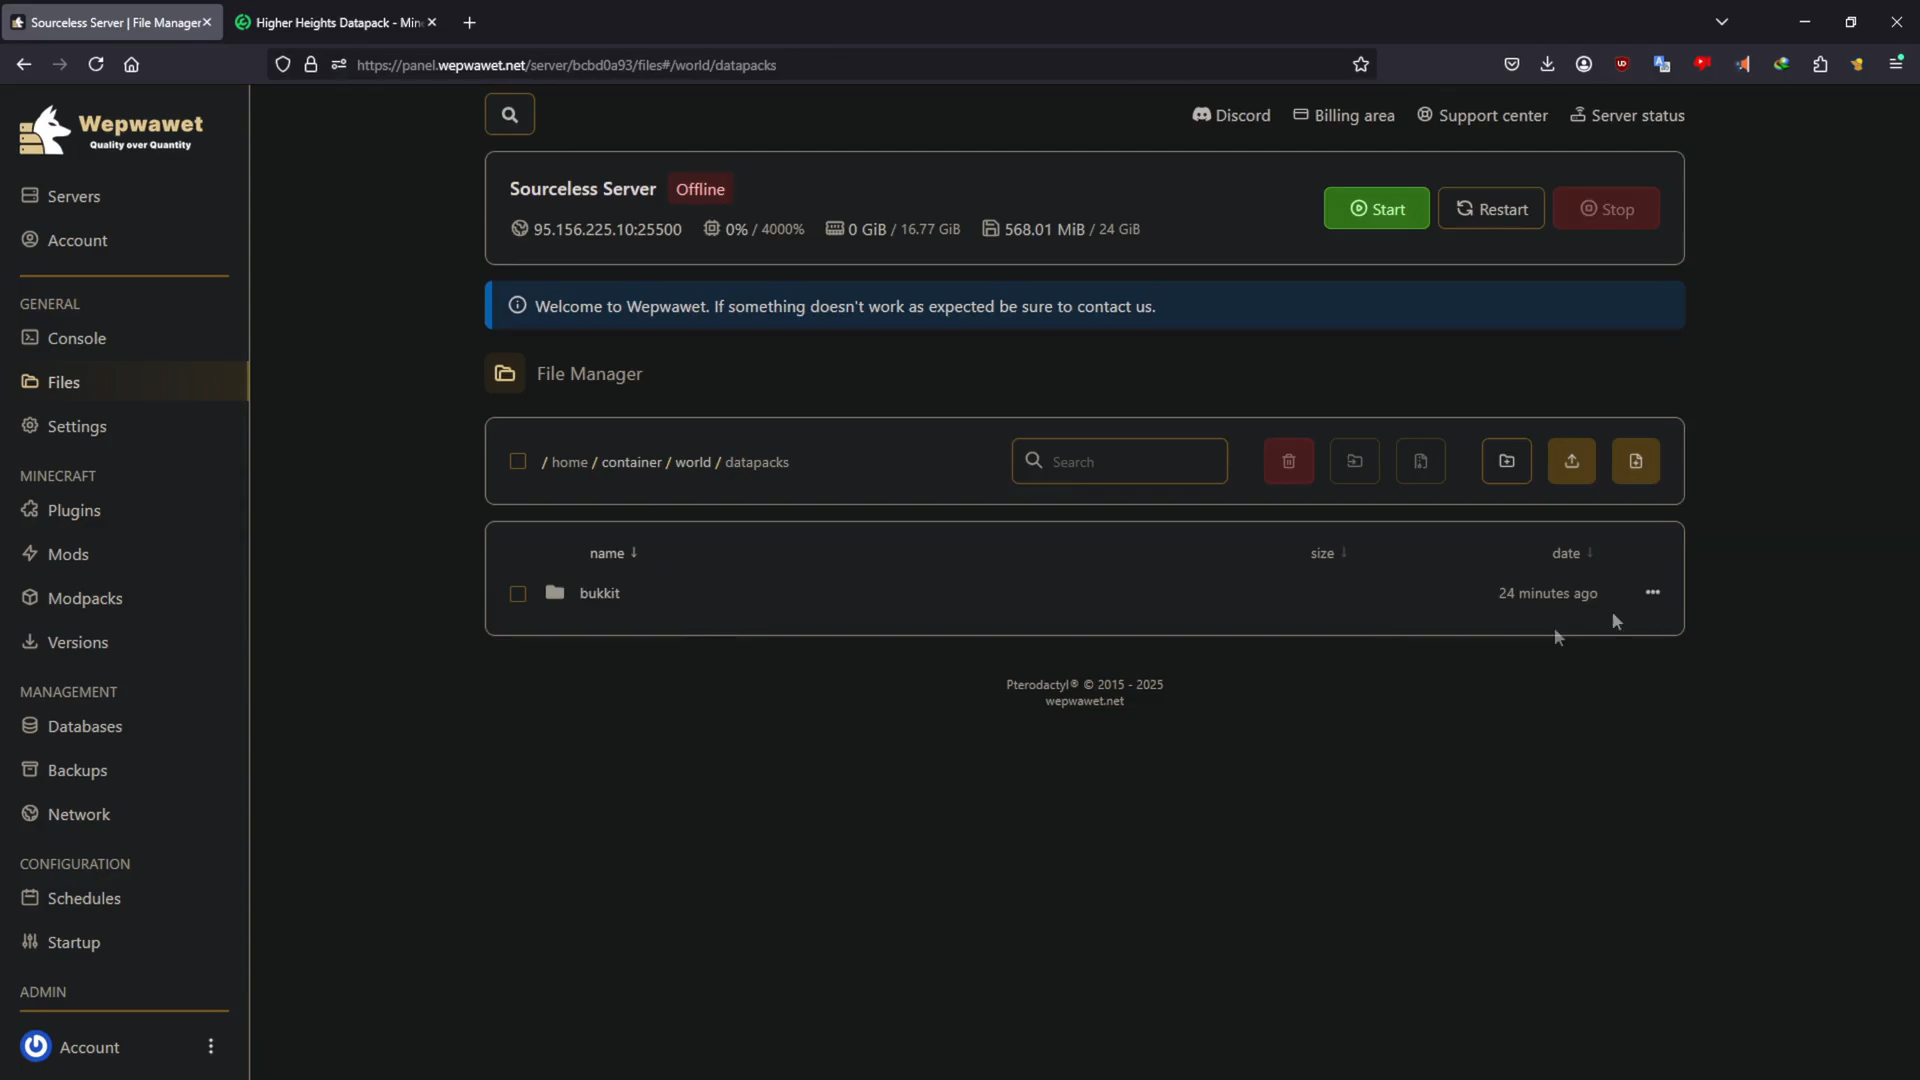 Sourceless Server | File Manager
Higher Heights Datapack - Min
https://panel.wepwawet.net/server/bcbd0a93/files#/world/datapacks
Wepwawet
Quality over Quantity
Discord
Billing area
Support center
Server status
Servers
Account
Sourceless Server Offline
95.156.225.10:25500 0% / 4000% 0 GiB / 16.77 GiB 568.01 MiB / 24 GiB
Start
Restart
Stop
GENERAL
Console
Files
Settings
Welcome to Wepwawet. If something doesn't work as expected be sure to contact us.
File Manager
/ home / container / world / datapacks
Search
MINECRAFT
Plugins
Mods
Modpacks
Versions
name ↓ size ↓ date ↓
bukkit 24 minutes ago
MANAGEMENT
Databases
Backups
Network
Pterodactyl® © 2015 - 2025
wepwawet.net
CONFIGURATION
Schedules
Startup
ADMIN
Account